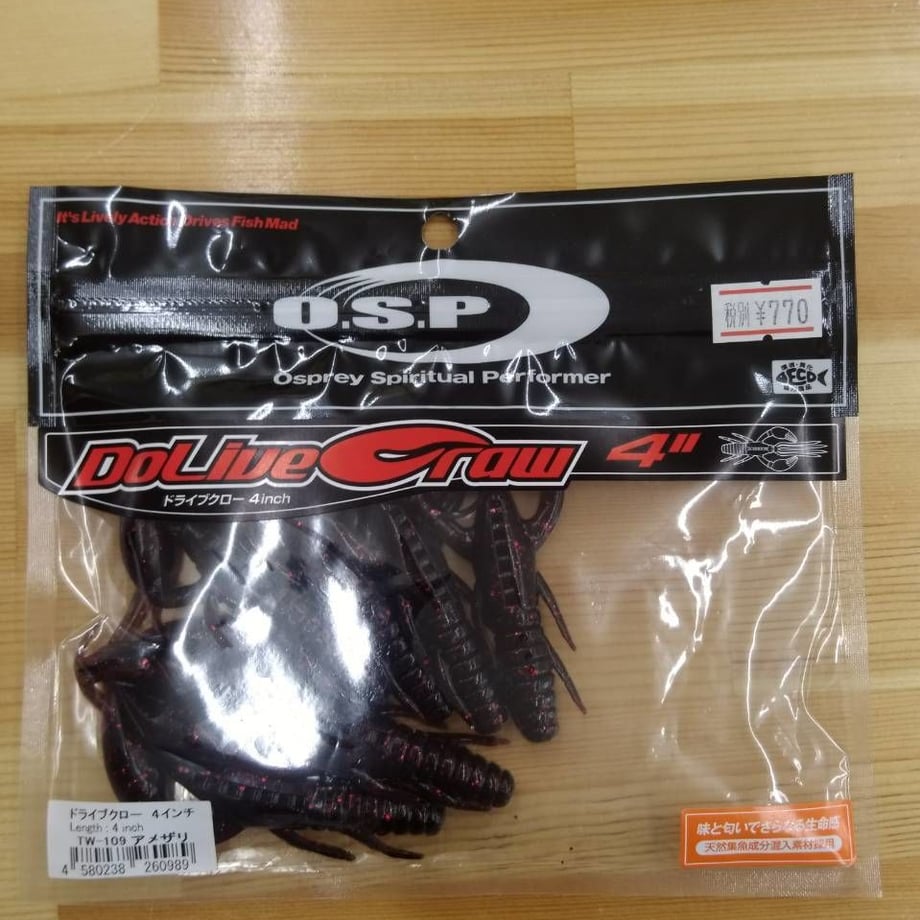 It's Lively Action Drives Fish Mad
O.S.P
税別 ¥770
Osprey Spiritual Performer
ECO
DoLive Craw 4"
ドライブクロー 4inch
ドライブクロー 4インチ
Length : 4 inch
TW-109 アメザリ
4 580238 260989
味と匂いでさらなる生命感
天然集魚成分混入素材採用